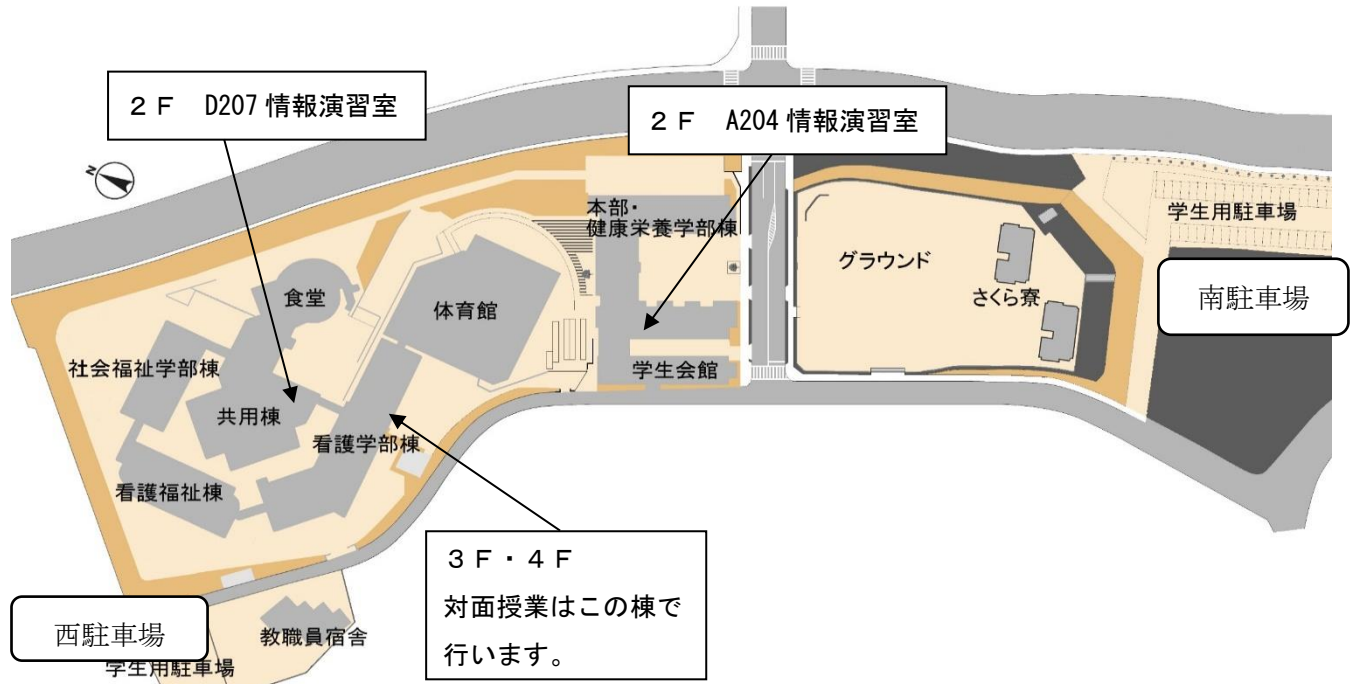 ２Ｆ　D207 情報演習室
２Ｆ　A204 情報演習室
N
本部・
健康栄養学部棟
学生用駐車場
グラウンド
さくら寮
南駐車場
食堂
体育館
社会福祉学部棟
学生会館
共用棟
看護学部棟
看護福祉棟
３Ｆ・４Ｆ
対面授業はこの棟で
行います。
西駐車場
教職員宿舎
学生用駐車場